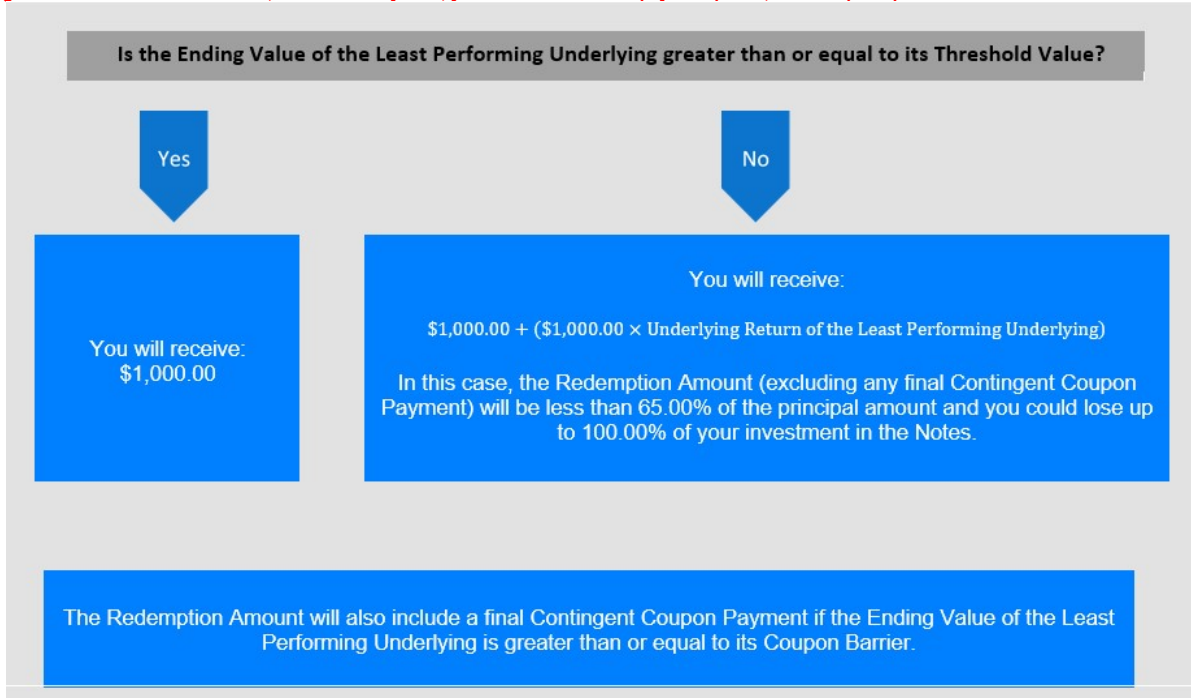 Is the Ending Value of the Least Performing Underlying greater than or equal to its Threshold Value?
Yes
No
You will receive:
$1,000.00
You will receive:
$1,000.00 + ($1,000.00 × Underlying Return of the Least Performing Underlying)
In this case, the Redemption Amount (excluding any final Contingent Coupon
Payment) will be less than 65.00% of the principal amount and you could lose up
to 100.00% of your investment in the Notes.
The Redemption Amount will also include a final Contingent Coupon Payment if the Ending Value of the Least
Performing Underlying is greater than or equal to its Coupon Barrier.